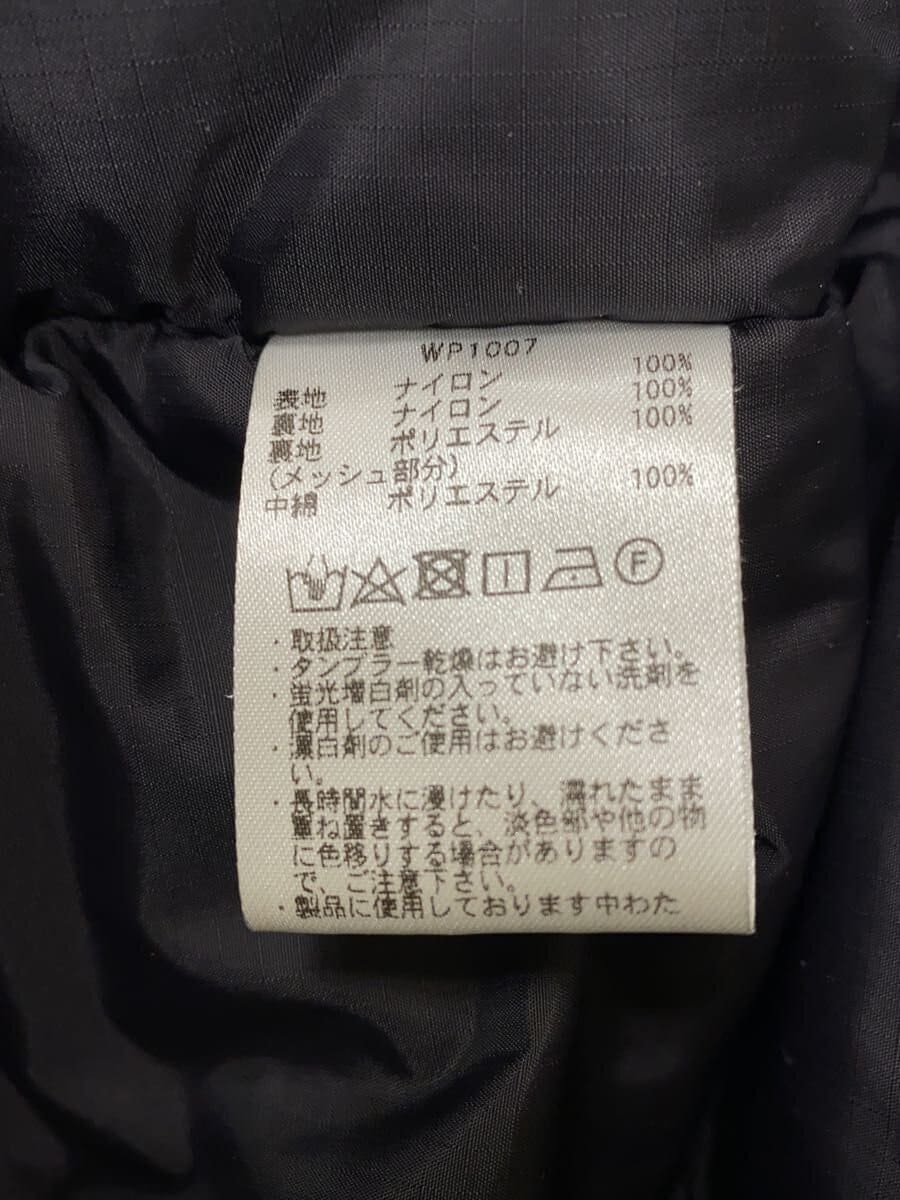 WP1007
表地 ナイロン 100%
裏地 ナイロン 100%
裏地 ポリエステル 100%
(メッシュ部分)
中綿 ポリエステル 100%
F
・取扱注意
・タンブラー乾燥はお避け下さい。
・蛍光増白剤の入っていない洗剤を
使用してください。
・漂白剤のご使用はお避けくださ
い。
・長時間水に浸けたり、濡れたまま
重ね置きすると、淡色部や他の物
に色移りする場合がありますの
で、ご注意下さい。
・製品に使用しております中わた